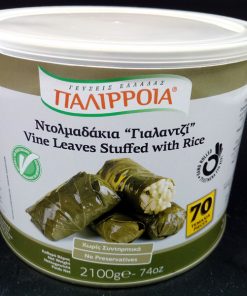 ΓΕΥΣΕΙΣ ΕΛΛΑΔΑΣ
ΠΑΛΙΡΡΟΙΑ®
Ντολμαδάκια "Γιαλαντζί"
Vine Leaves Stuffed with Rice
70
Χωρίς Συντηρητικά
No Preservatives
2100g - 74oz